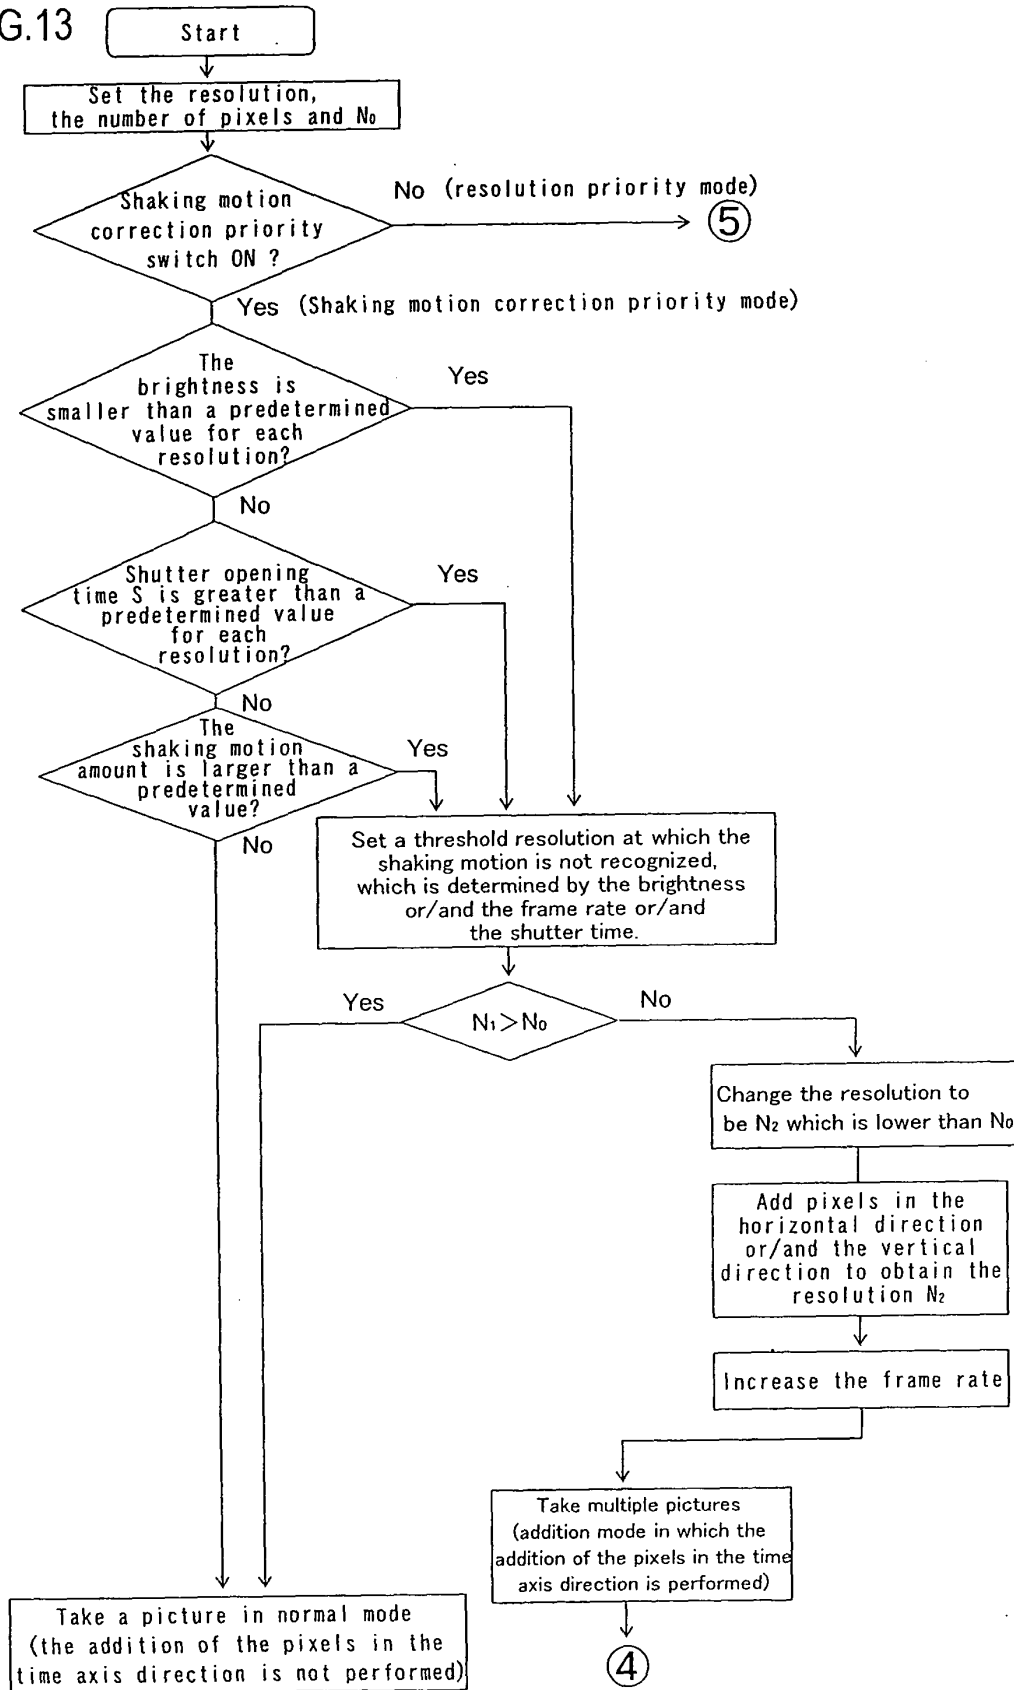 G.13
Start
Set the resolution,
the number of pixels and N₀
Shaking motion
correction priority
switch ON ?
No (resolution priority mode)
⑤
Yes (Shaking motion correction priority mode)
The
brightness is
smaller than a predetermined
value for each
resolution?
Yes
No
Shutter opening
time S is greater than a
predetermined value
for each
resolution?
Yes
No
The
shaking motion
amount is larger than a
predetermined
value?
Yes
No
Set a threshold resolution at which the
shaking motion is not recognized,
which is determined by the brightness
or/and the frame rate or/and
the shutter time.
N₁>N₀
Yes
No
Change the resolution to
be N₂ which is lower than N₀
Add pixels in the
horizontal direction
or/and the vertical
direction to obtain the
resolution N₂
Increase the frame rate
Take multiple pictures
(addition mode in which the
addition of the pixels in the time
axis direction is performed)
④
Take a picture in normal mode
(the addition of the pixels in the
time axis direction is not performed)